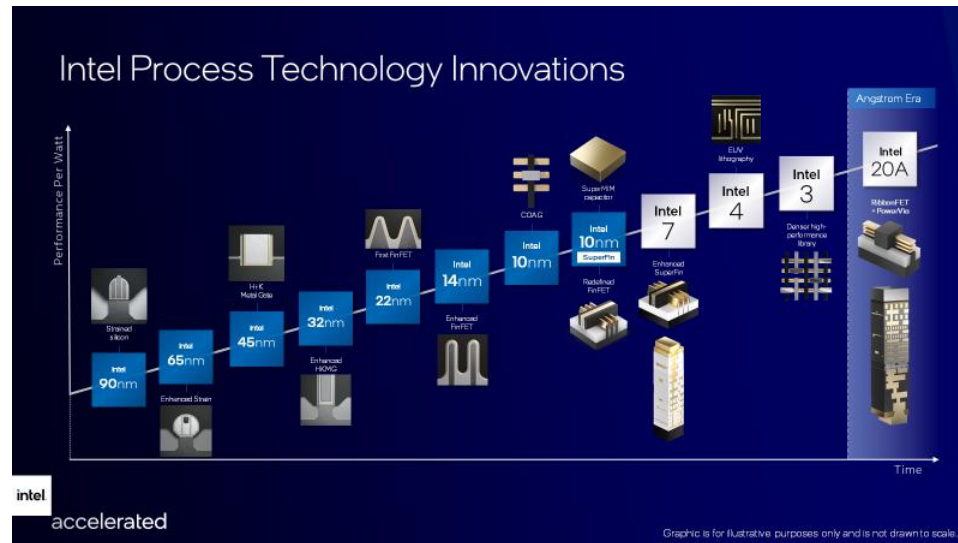 Intel Process Technology Innovations
Angstrom Era
Performance Per Watt
Strained
silicon
Intel
90nm
Intel
65nm
Enhanced Strain
Hi-K
Metal Gate
Intel
45nm
Intel
32nm
Enhanced
HKMG
First FinFET
Intel
22nm
Intel
14nm
Enhanced
FinFET
COAG
Intel
10nm
SuperMIM
capacitor
Intel
10nm
SuperFin
Redefined
FinFET
Intel
7
Enhanced
SuperFin
EUV
lithography
Intel
4
Intel
3
Denser high-
performance
library
Intel
20A
RibbonFET
+ PowerVia
Time
intel.
accelerated
Graphic is for illustrative purposes only and is not drawn to scale.